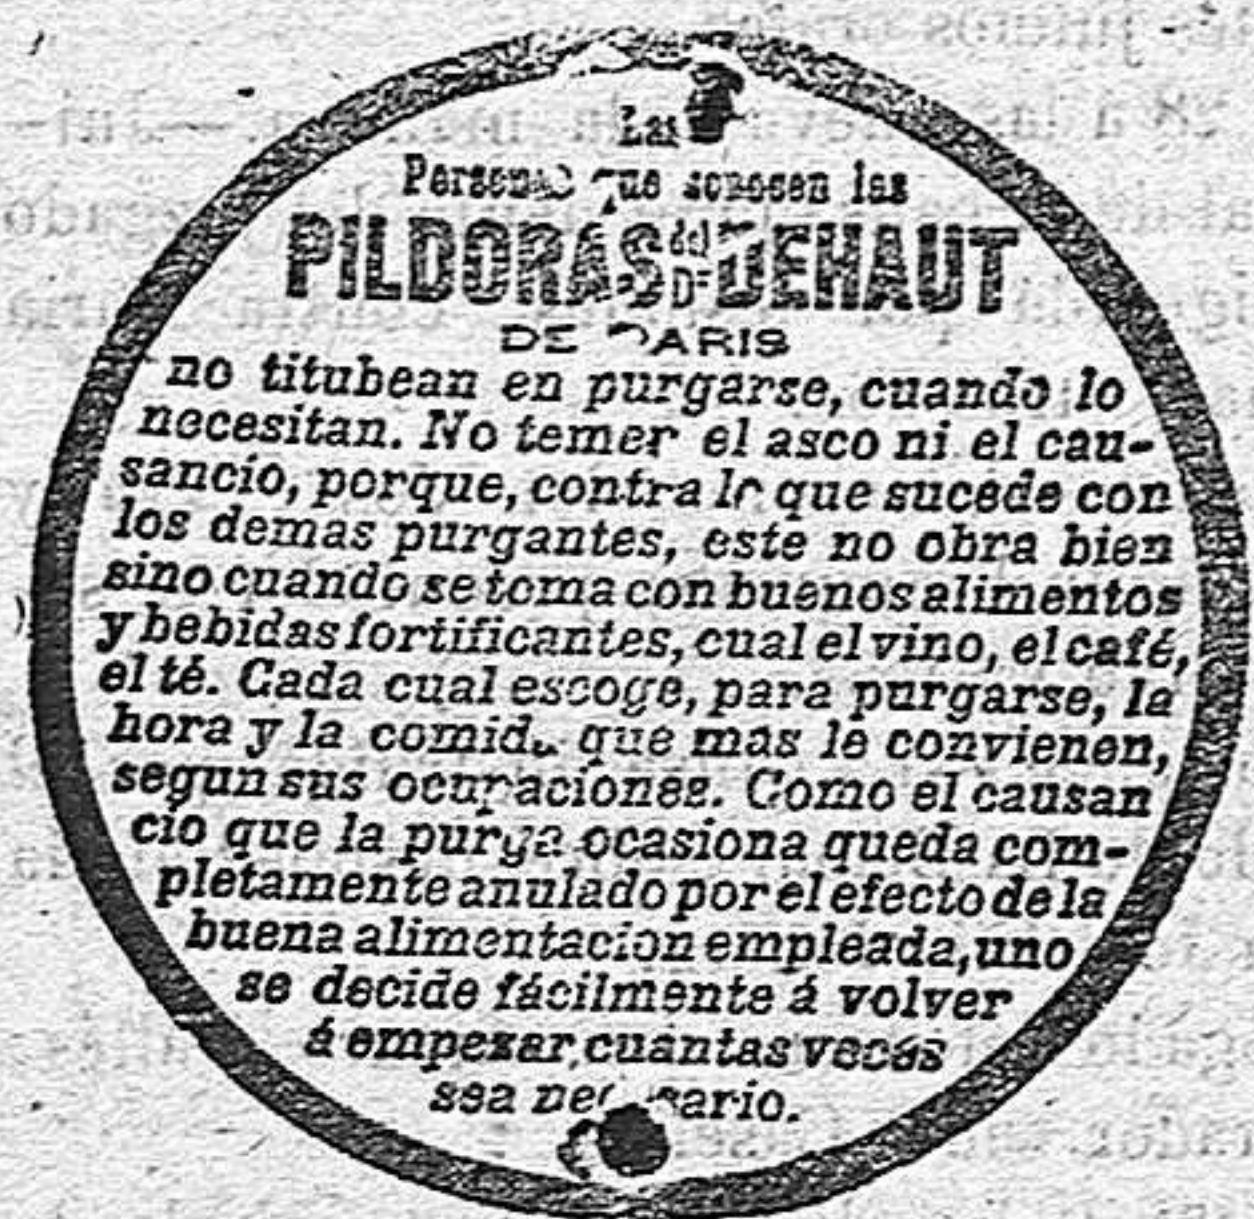 Las
Personas que conocen las
PILDORAS del Dr DEHAUT
DE PARIS
no titubean en purgarse, cuando lo
necesitan. No temer el asco ni el cau-
sancio, porque, contra lo que sucede con
los demas purgantes, este no obra bien
sino cuando se toma con buenos alimentos
y bebidas fortificantes, cual el vino, el café,
el té. Cada cual escoge, para purgarse, la
hora y la comida que mas le convienen,
segun sus ocupaciones. Como el causan
cio que la purga ocasiona queda com-
pletamente anulado por el efecto de la
buena alimentacion empleada, uno
se decide fácilmente á volver
á empezar cuantas veces
sea necesario.